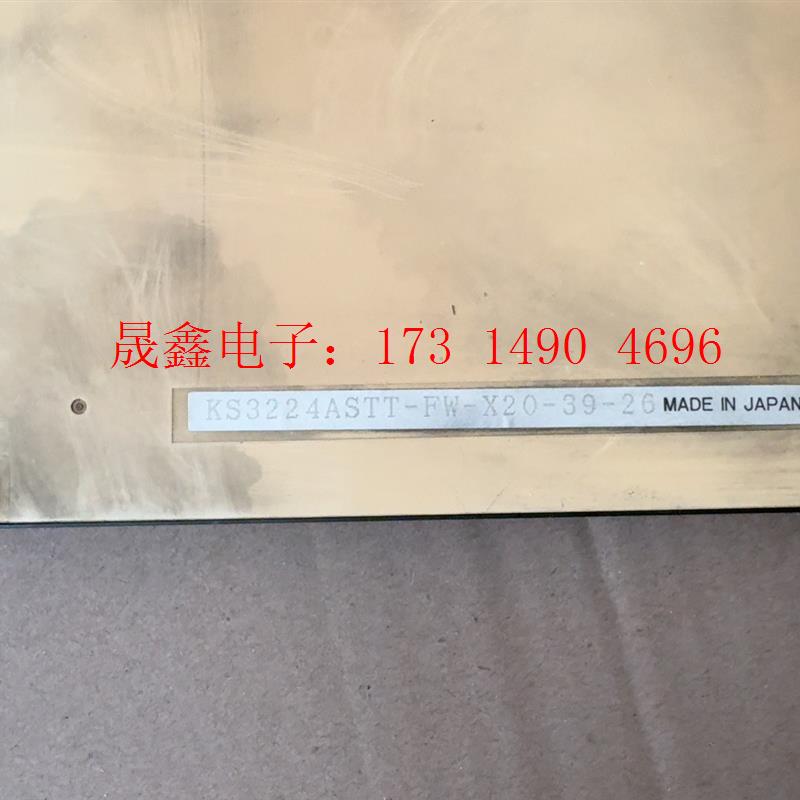 晟鑫电子：173 1490 4696
KS3224ASTT-FW-X20-39-26 MADE IN JAPAN